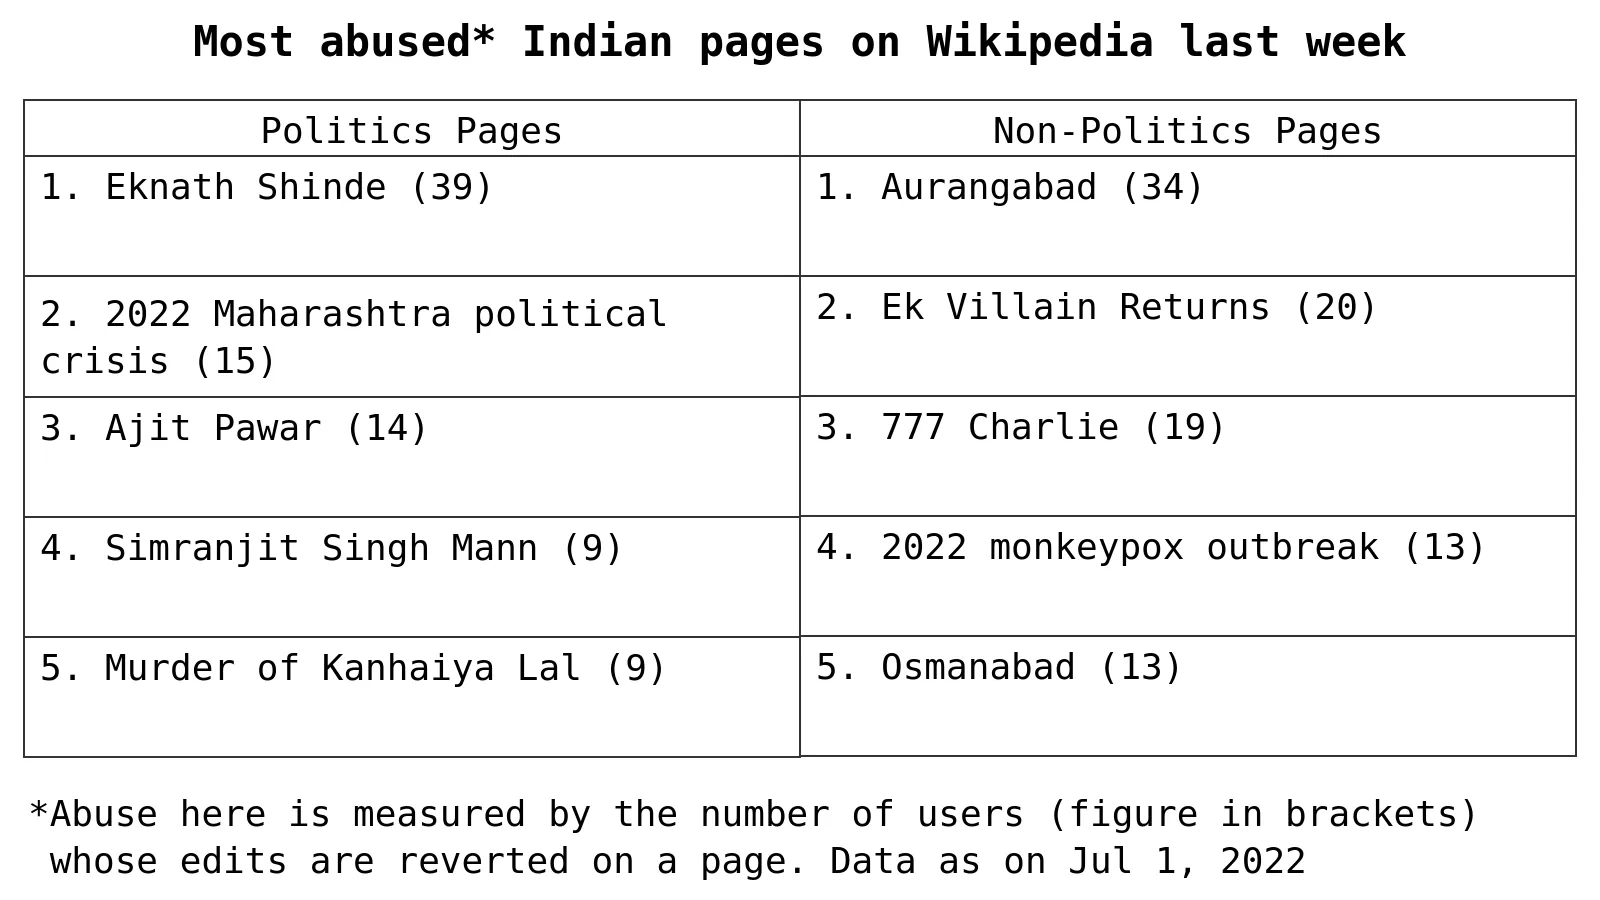 Most abused* Indian pages on Wikipedia last week
Politics Pages
Non-Politics Pages
1. Eknath Shinde (39)
1. Aurangabad (34)
2. 2022 Maharashtra political
crisis (15)
2. Ek Villain Returns (20)
3. Ajit Pawar (14)
3. 777 Charlie (19)
4. Simranjit Singh Mann (9)
4. 2022 monkeypox outbreak (13)
5. Murder of Kanhaiya Lal (9)
5. Osmanabad (13)
*Abuse here is measured by the number of users (figure in brackets)
whose edits are reverted on a page. Data as on Jul 1, 2022